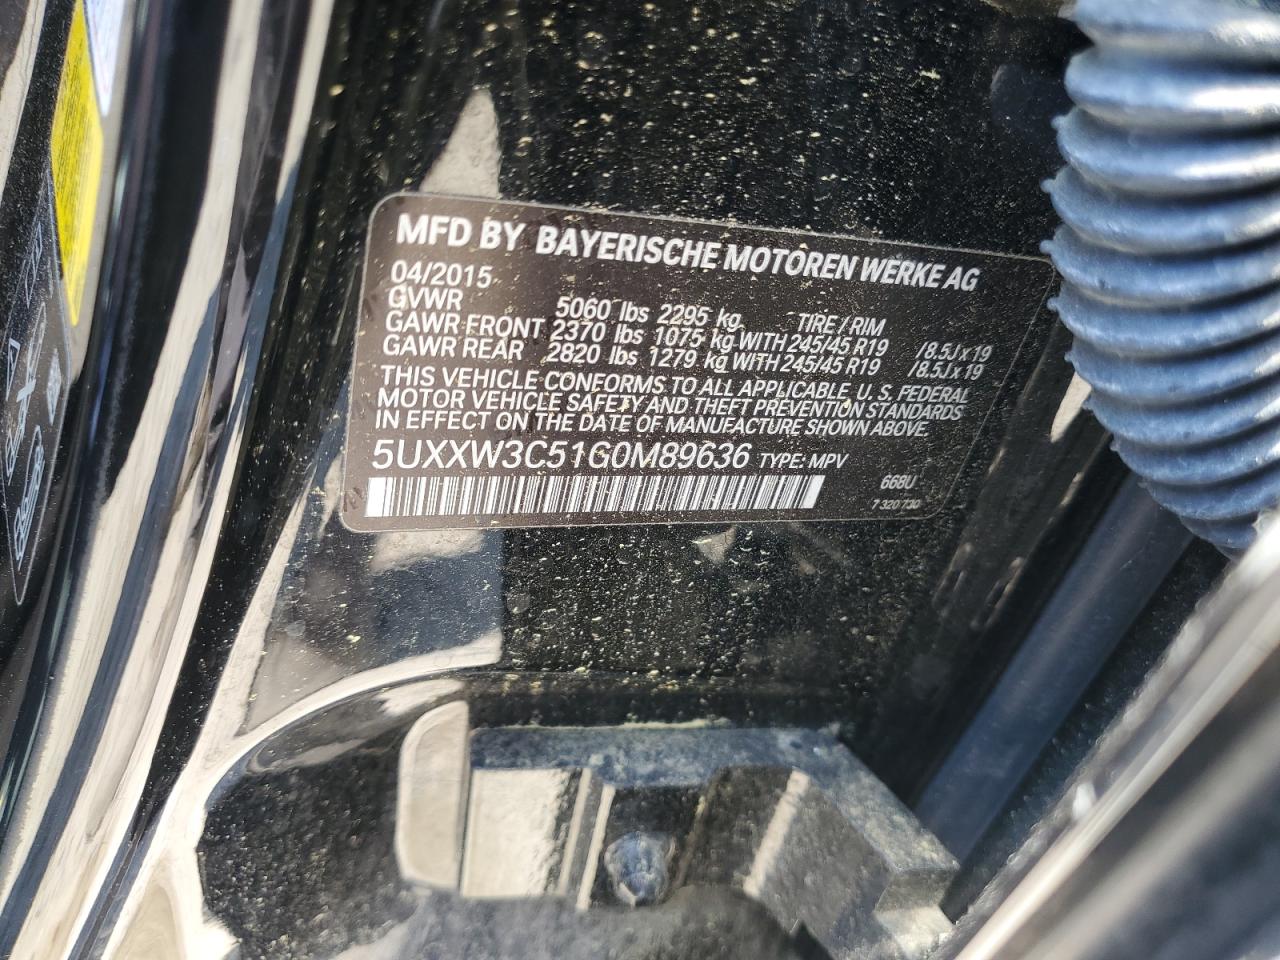 MFD BY BAYERISCHE MOTOREN WERKE AG
04/2015
GVWR 5060 lbs 2295 kg TIRE / RIM
GAWR FRONT 2370 lbs 1075 kg WITH 245/45 R19 /8.5J x 19
GAWR REAR 2820 lbs 1279 kg WITH 245/45 R19 /8.5J x 19
THIS VEHICLE CONFORMS TO ALL APPLICABLE U. S. FEDERAL
MOTOR VEHICLE SAFETY AND THEFT PREVENTION STANDARDS
IN EFFECT ON THE DATE OF MANUFACTURE SHOWN ABOVE.
5UXXW3C51G0M89636 TYPE: MPV
668U
7 320 730